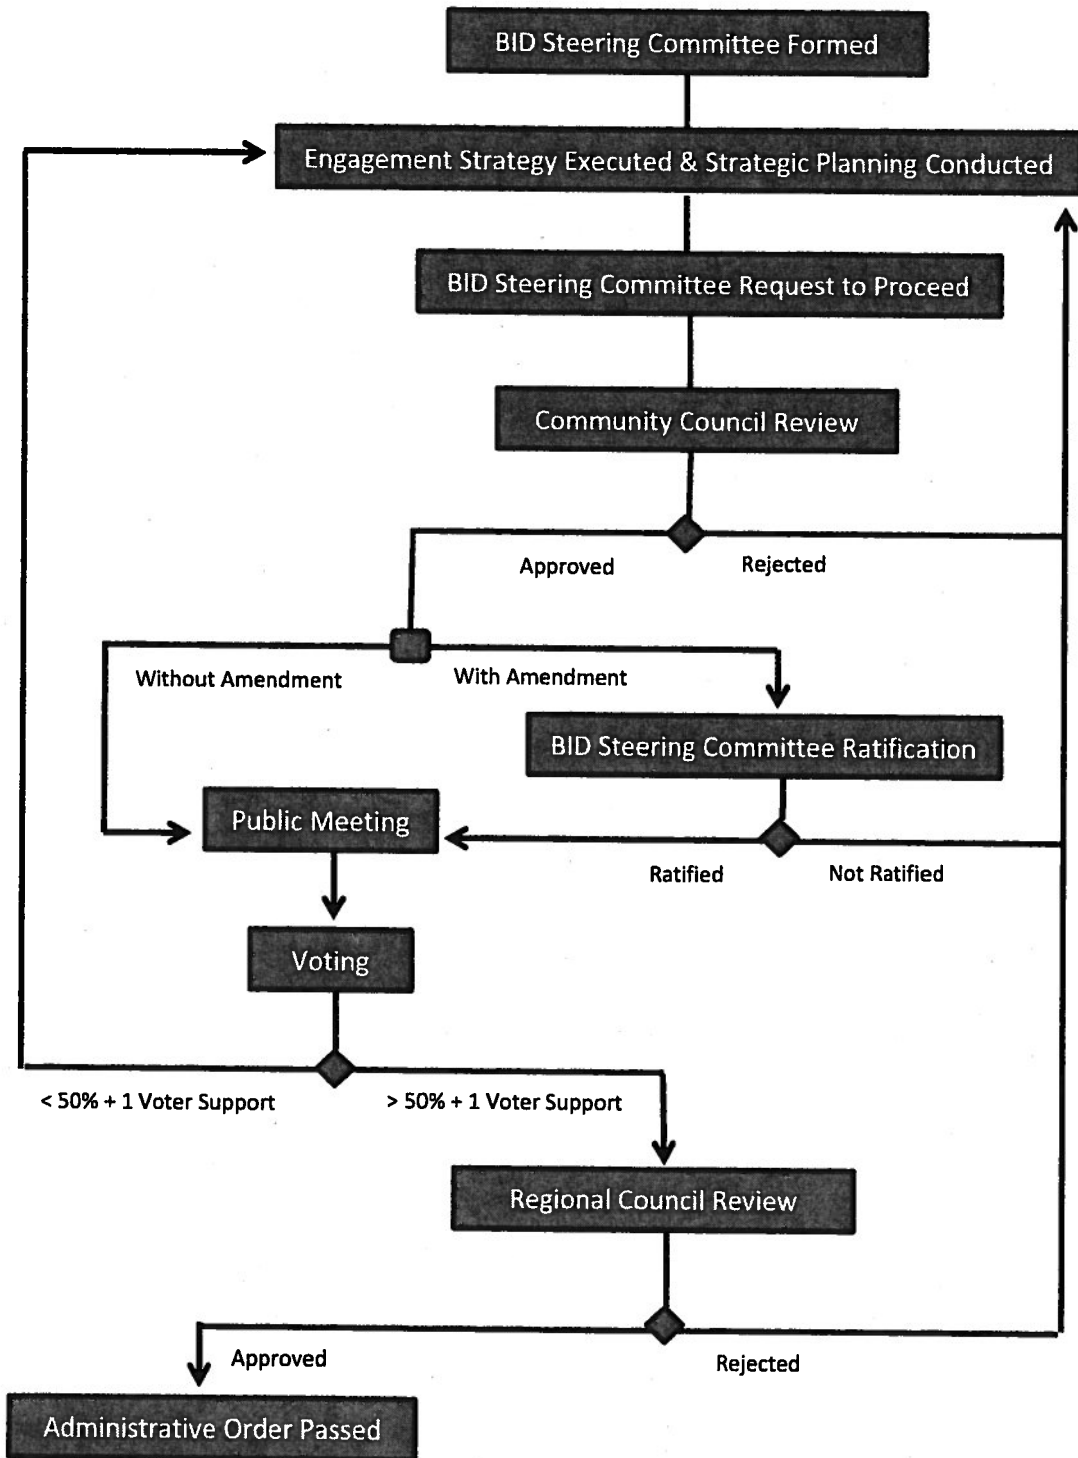 BID Steering Committee Formed
Engagement Strategy Executed & Strategic Planning Conducted
BID Steering Committee Request to Proceed
Community Council Review
Approved
Rejected
Without Amendment
With Amendment
BID Steering Committee Ratification
Public Meeting
Ratified
Not Ratified
Voting
< 50% + 1 Voter Support
> 50% + 1 Voter Support
Regional Council Review
Approved
Rejected
Administrative Order Passed